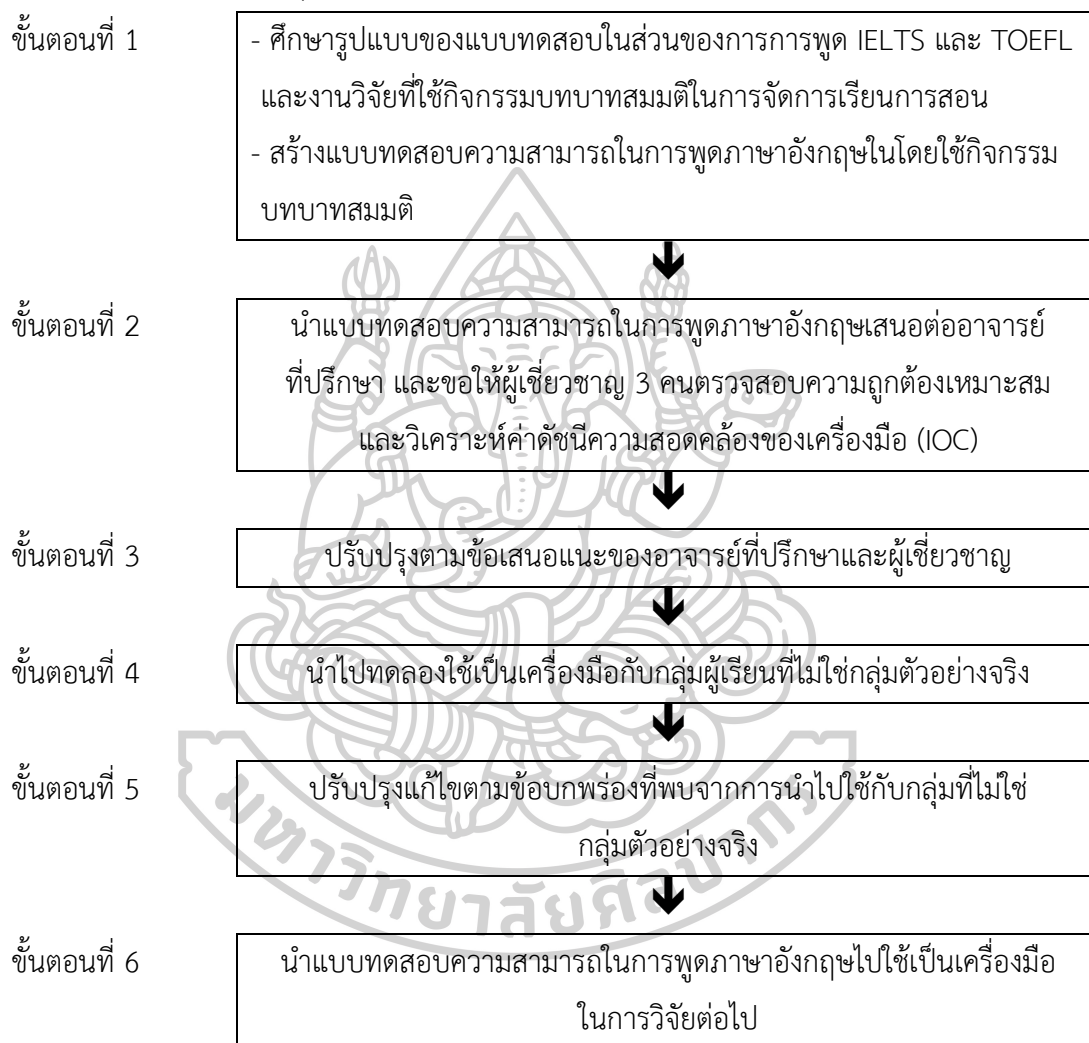 ขั้นตอนที่ 1
- ศึกษารูปแบบของแบบทดสอบในส่วนของการการพูด IELTS และ TOEFL
และงานวิจัยที่ใช้กิจกรรมบทบาทสมมติในการจัดการเรียนการสอน
- สร้างแบบทดสอบความสามารถในการพูดภาษาอังกฤษในโดยใช้กิจกรรม
บทบาทสมมติ
ขั้นตอนที่ 2
นำแบบทดสอบความสามารถในการพูดภาษาอังกฤษเสนอต่ออาจารย์
ที่ปรึกษา และขอให้ผู้เชี่ยวชาญ 3 คนตรวจสอบความถูกต้องเหมาะสม
และวิเคราะห์ค่าดัชนีความสอดคล้องของเครื่องมือ (IOC)
ขั้นตอนที่ 3
ปรับปรุงตามข้อเสนอแนะของอาจารย์ที่ปรึกษาและผู้เชี่ยวชาญ
ขั้นตอนที่ 4
นำไปทดลองใช้เป็นเครื่องมือกับกลุ่มผู้เรียนที่ไม่ใช่กลุ่มตัวอย่างจริง
ขั้นตอนที่ 5
ปรับปรุงแก้ไขตามข้อบกพร่องที่พบจากการนำไปใช้กับกลุ่มที่ไม่ใช่
กลุ่มตัวอย่างจริง
มหาวิทยาลัยศิลปากร
ขั้นตอนที่ 6
นำแบบทดสอบความสามารถในการพูดภาษาอังกฤษไปใช้เป็นเครื่องมือ
ในการวิจัยต่อไป